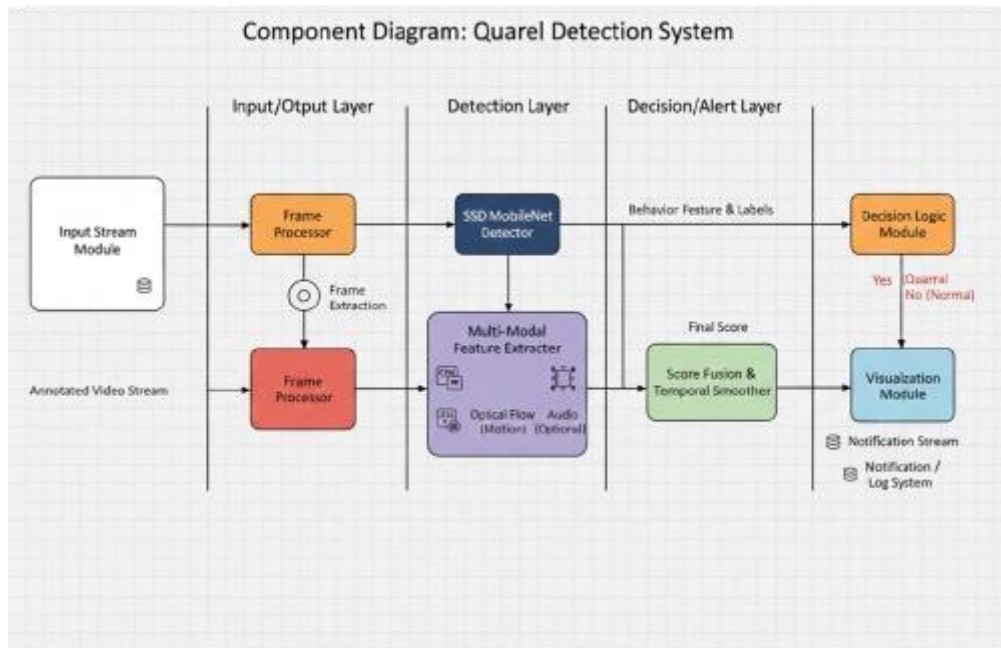 Component Diagram: Quarel Detection System
Input/Otput Layer
Detection Layer
Decision/Alert Layer
Input Stream
Module
Frame
Processor
SSD MobileNet
Detector
Behavior Festure & Labels
Decision Logic
Module
Frame
Extraction
Yes
Quarral
No (Norma)
Annotated Video Stream
Frame
Processor
Multi-Modal
Feature Extracter
Optical Flow
(Motion)
Audio
(Optional)
Final Score
Score Fusion &
Temporal Smoother
Visuaization
Module
Notification Stream
Notification /
Log System